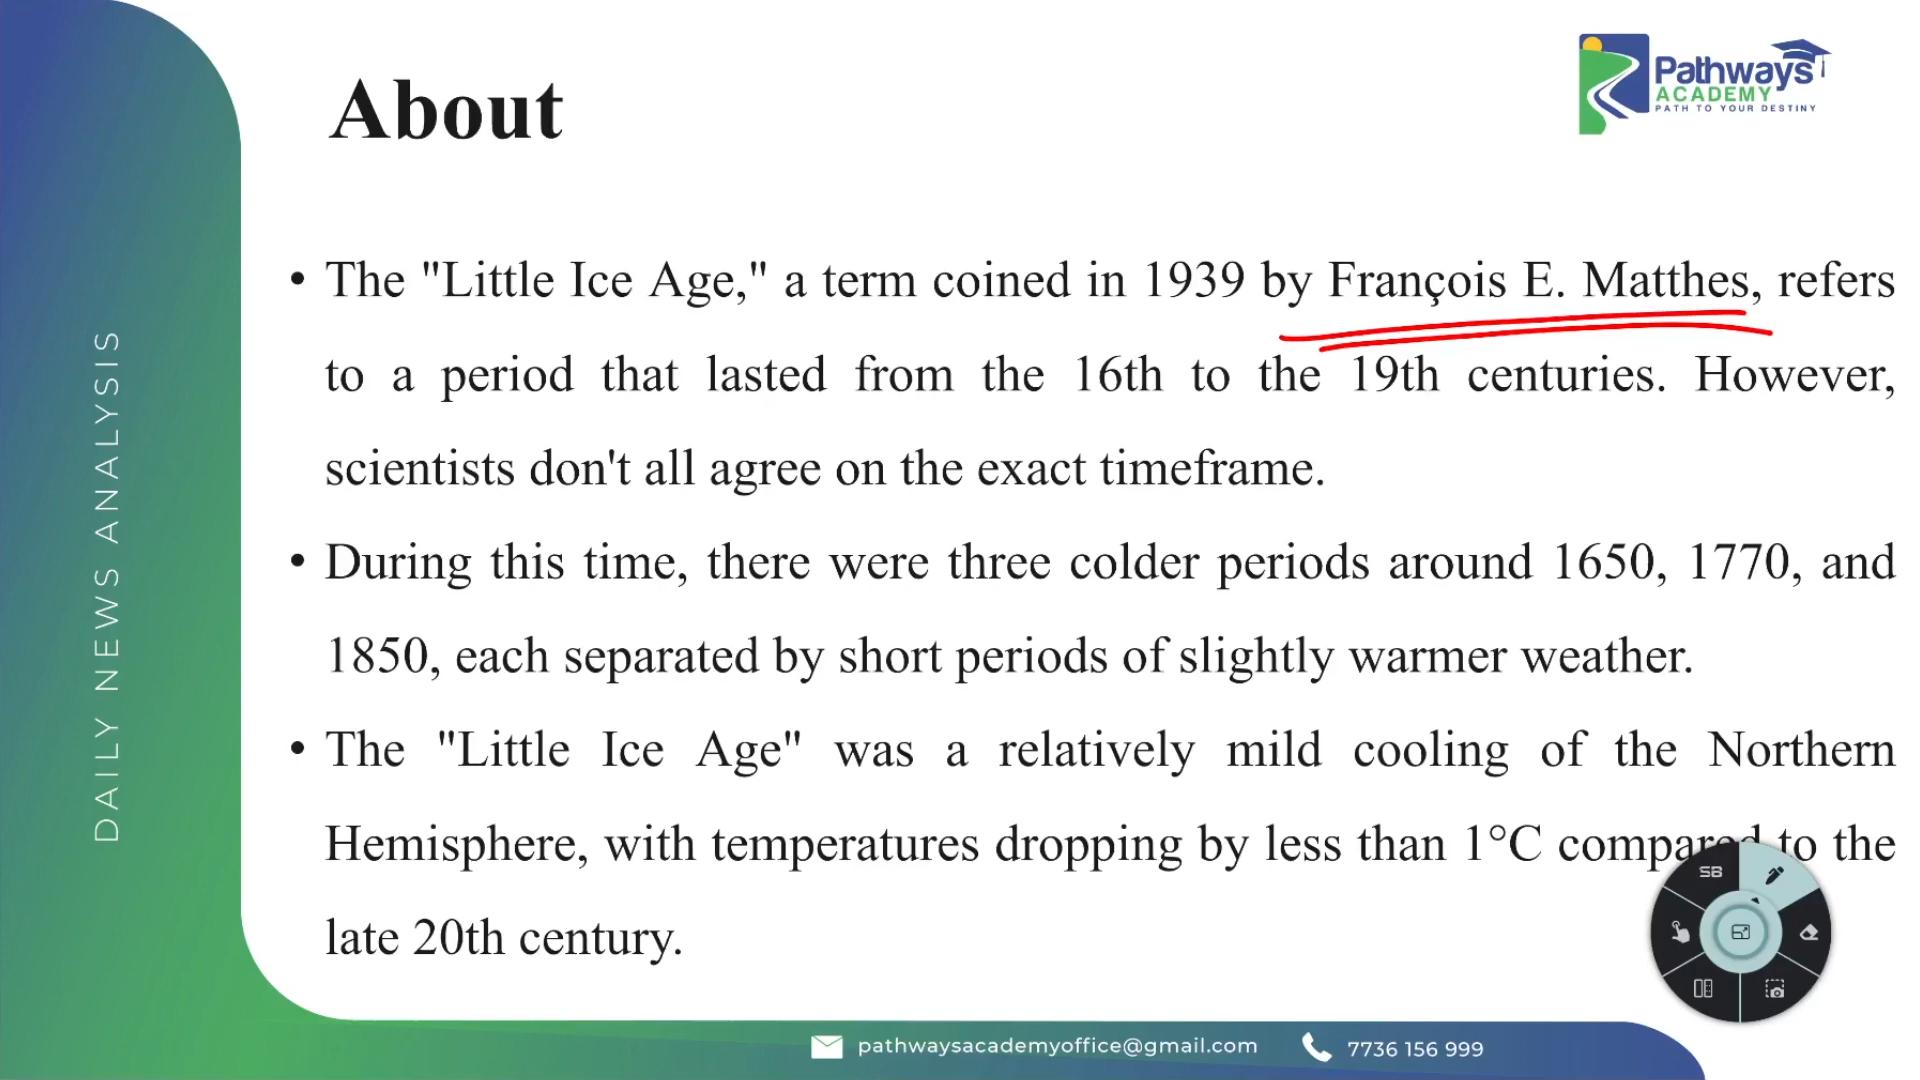 About
Pathways
ACADEMY
PATH TO YOUR DESTINY
DAILY NEWS ANALYSIS
• The "Little Ice Age," a term coined in 1939 by François E. Matthes, refers
to a period that lasted from the 16th to the 19th centuries. However,
scientists don't all agree on the exact timeframe.
• During this time, there were three colder periods around 1650, 1770, and
1850, each separated by short periods of slightly warmer weather.
• The "Little Ice Age" was a relatively mild cooling of the Northern
Hemisphere, with temperatures dropping by less than 1°C compared to the
late 20th century.
SB
pathwaysacademyoffice@gmail.com
7736 156 999